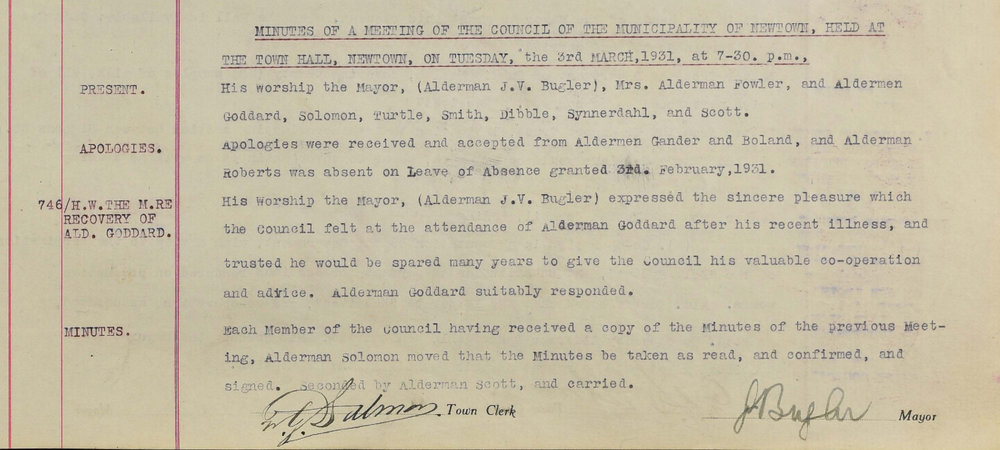 MINUTES OF A MEETING OF THE COUNCIL OF THE MUNICIPALITY OF NEWTOWN, HELD AT
THE TOWN HALL, NEWTOWN, ON TUESDAY, the 3rd MARCH,1931, at 7-30. p.m.,
PRESENT.
His worship the Mayor, (Alderman J.V. Bugler), Mrs. Alderman Fowler, and Aldermen
Goddard, Solomon, Turtle, Smith, Dibble, Synnerdahl, and Scott.
APOLOGIES.
Apologies were received and accepted from Aldermen Gander and Boland, and Alderman
Roberts was absent on Leave of Absence granted 3rd. February,1931.
746/H.W.THE M.RE
RECOVERY OF
ALD. GODDARD.
His Worship the Mayor, (Alderman J.V. Bugler) expressed the sincere pleasure which
the Council felt at the attendance of Alderman Goddard after his recent illness, and
trusted he would be spared many years to give the Council his valuable co-operation
and advice. Alderman Goddard suitably responded.
MINUTES.
Each Member of the Council having received a copy of the Minutes of the previous Meet-
ing, Alderman Solomon moved that the Minutes be taken as read, and confirmed, and
signed. Seconded by Alderman Scott, and carried.
Salmon. Town Clerk
J Bugler Mayor